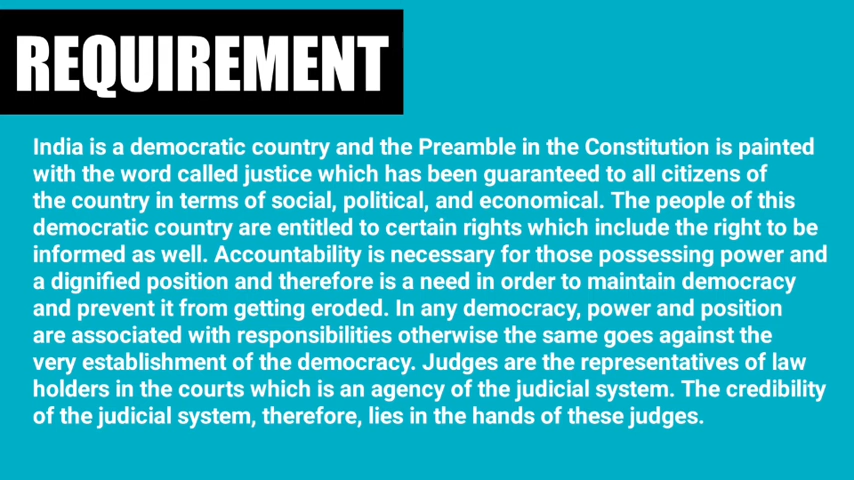 REQUIREMENT
India is a democratic country and the Preamble in the Constitution is painted
with the word called justice which has been guaranteed to all citizens of
the country in terms of social, political, and economical. The people of this
democratic country are entitled to certain rights which include the right to be
informed as well. Accountability is necessary for those possessing power and
a dignified position and therefore is a need in order to maintain democracy
and prevent it from getting eroded. In any democracy, power and position
are associated with responsibilities otherwise the same goes against the
very establishment of the democracy. Judges are the representatives of law
holders in the courts which is an agency of the judicial system. The credibility
of the judicial system, therefore, lies in the hands of these judges.